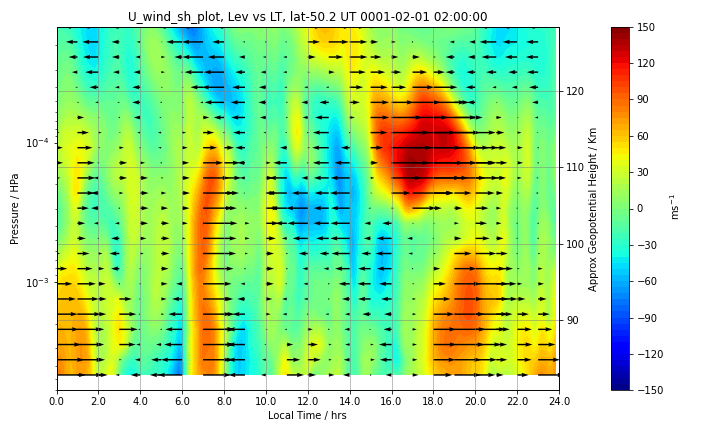 U_wind_sh_plot, Lev vs LT, lat-50.2 UT 0001-02-01 02:00:00
Pressure / HPa
10⁻⁴
10⁻³
120
110
100
90
Approx Geopotential Height / Km
0.0 2.0 4.0 6.0 8.0 10.0 12.0 14.0 16.0 18.0 20.0 22.0 24.0
Local Time / hrs
150
120
90
60
30
0
−30
−60
−90
−120
−150
ms⁻¹